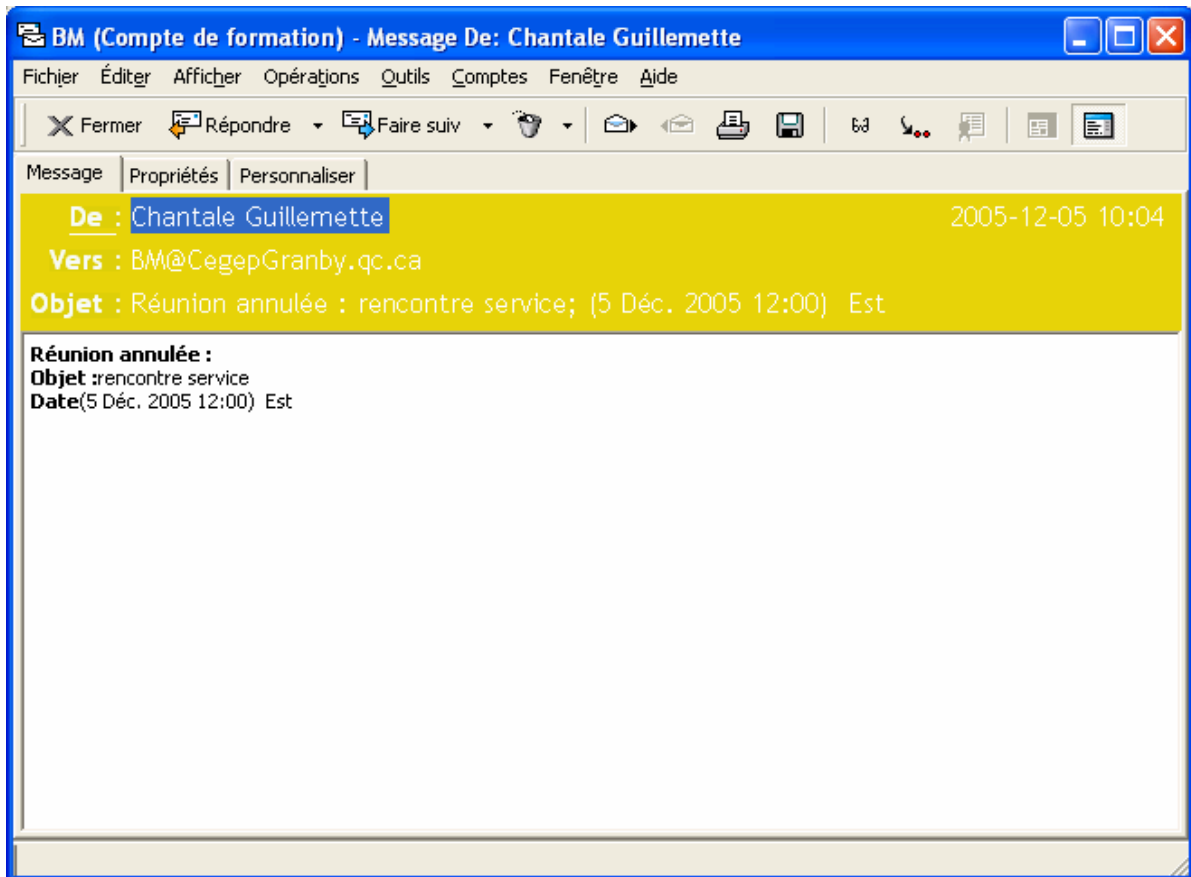 BM (Compte de formation) - Message De: Chantale Guillemette
Fichier Éditer Afficher Opérations Outils Comptes Fenêtre Aide
Fermer Répondre Faire suiv
Message Propriétés Personnaliser
De : Chantale Guillemette 2005-12-05 10:04
Vers : BM@CegepGranby.qc.ca
Objet : Réunion annulée : rencontre service; (5 Déc. 2005 12:00) Est
Réunion annulée :
Objet :rencontre service
Date(5 Déc. 2005 12:00) Est